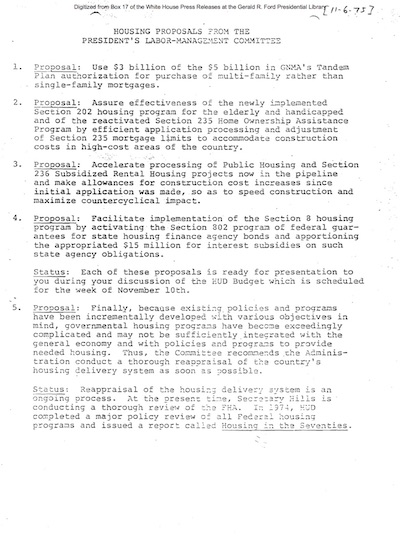 Digitized from Box 17 of the White House Press Releases at the Gerald R. Ford Presidential Library
[11-6-75]
HOUSING PROPOSALS FROM THE
PRESIDENT'S LABOR-MANAGEMENT COMMITTEE
1. Proposal: Use $3 billion of the $5 billion in GNMA's Tandem
Plan authorization for purchase of multi-family rather than
single-family mortgages.
2. Proposal: Assure effectiveness of the newly implemented
Section 202 housing program for the elderly and handicapped
and of the reactivated Section 235 Home Ownership Assistance
Program by efficient application processing and adjustment
of Section 235 mortgage limits to accommodate construction
costs in high-cost areas of the country.
3. Proposal: Accelerate processing of Public Housing and Section
236 Subsidized Rental Housing projects now in the pipeline
and make allowances for construction cost increases since
initial application was made, so as to speed construction and
maximize countercyclical impact.
4. Proposal: Facilitate implementation of the Section 8 housing
program by activating the Section 802 program of federal guar-
antees for state housing finance agency bonds and apportioning
the appropriated $15 million for interest subsidies on such
state agency obligations.
Status: Each of these proposals is ready for presentation to
you during your discussion of the HUD Budget which is scheduled
for the week of November 10th.
5. Proposal: Finally, because existing policies and programs
have been incrementally developed with various objectives in
mind, governmental housing programs have become exceedingly
complicated and may not be sufficiently integrated with the
general economy and with policies and programs to provide
needed housing. Thus, the Committee recommends the Adminis-
tration conduct a thorough reappraisal of the country's
housing delivery system as soon as possible.
Status: Reappraisal of the housing delivery system is an
ongoing process. At the present time, Secretary Hills is
conducting a thorough review of the FHA. In 1974, HUD
completed a major policy review of all Federal housing
programs and issued a report called Housing in the Seventies.